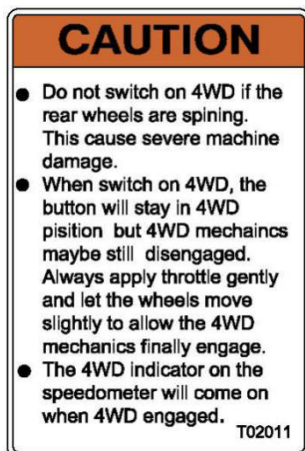 CAUTION
● Do not switch on 4WD if the
rear wheels are spining.
This cause severe machine
damage.
● When switch on 4WD, the
button will stay in 4WD
pisition but 4WD mechaincs
maybe still disengaged.
Always apply throttle gently
and let the wheels move
slightly to allow the 4WD
mechanics finally engage.
● The 4WD indicator on the
speedometer will come on
when 4WD engaged.
T02011